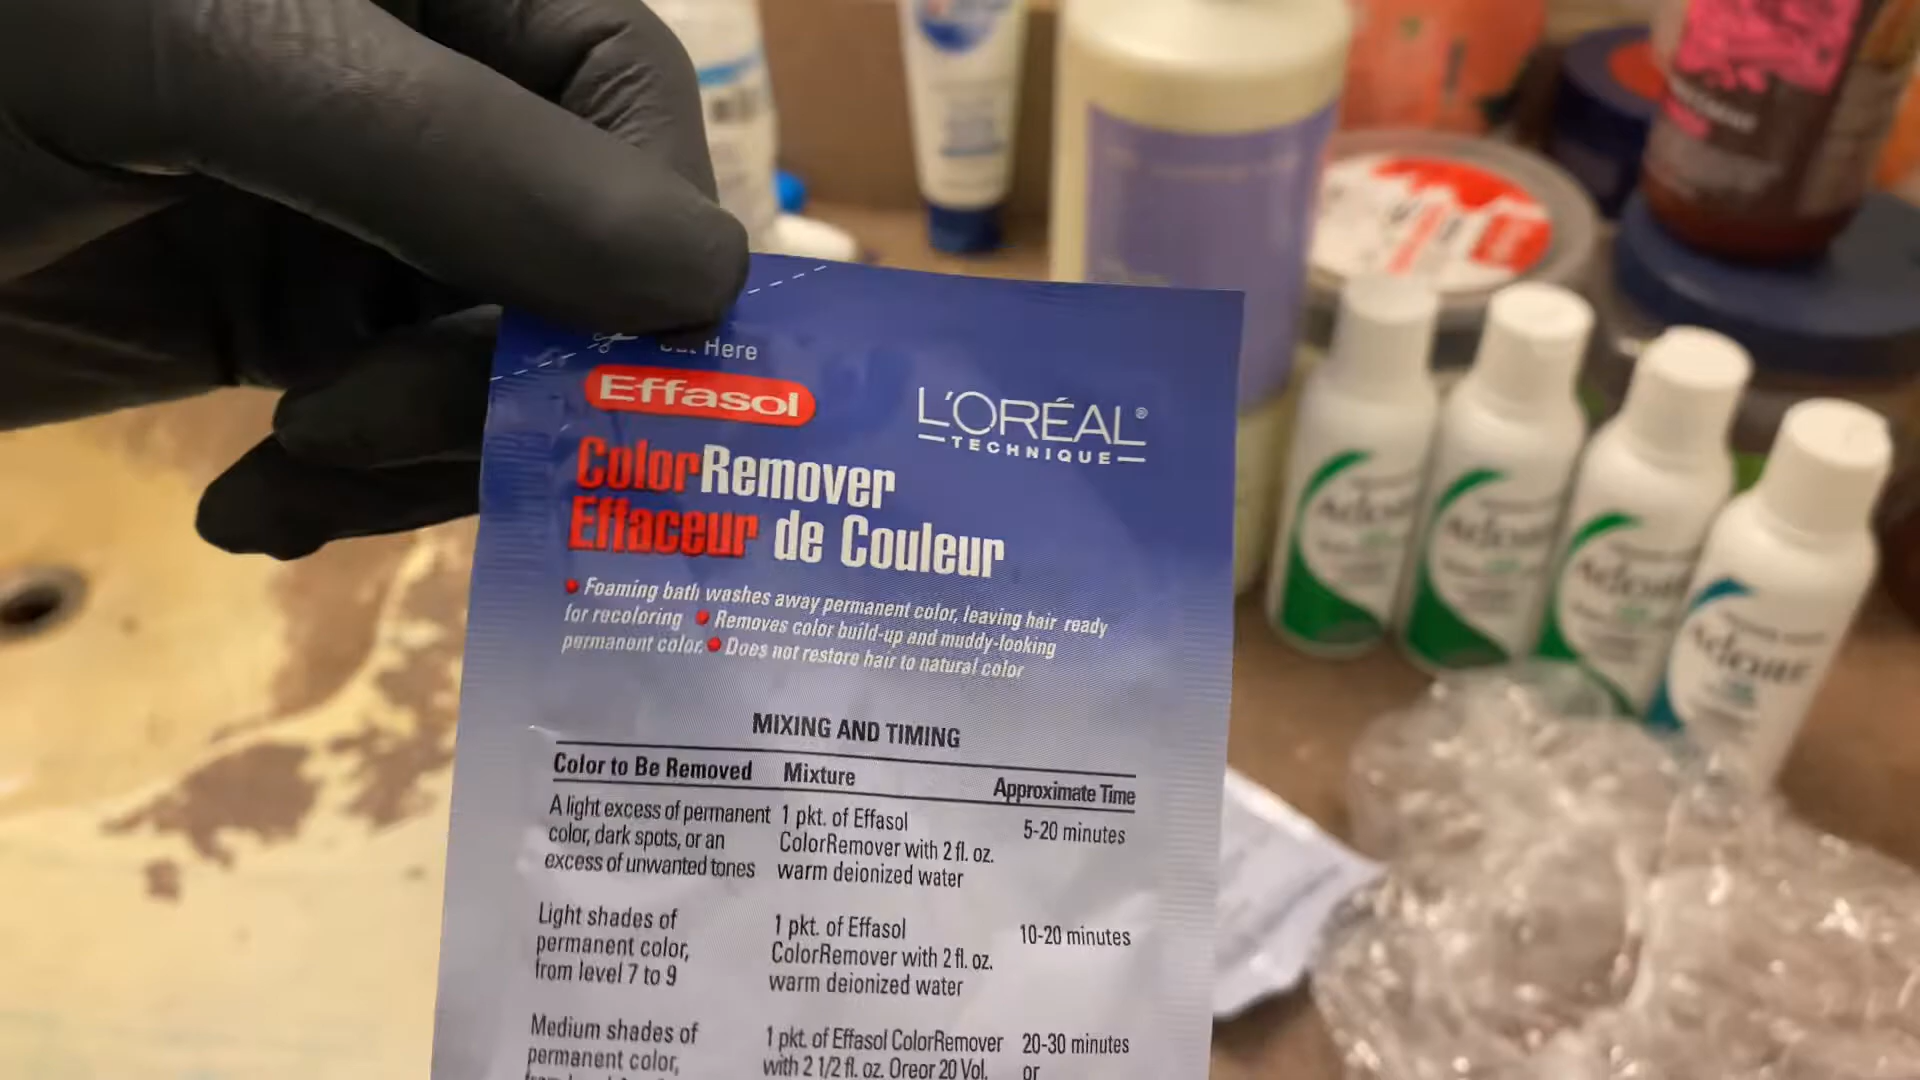 Here
Effasol
L'ORÉAL®
TECHNIQUE
ColorRemover
Effaceur de Couleur
• Foaming bath washes away permanent color, leaving hair ready
for recoloring • Removes color build-up and muddy-looking
permanent color. • Does not restore hair to natural color
MIXING AND TIMING
Color to Be Removed Mixture Approximate Time
A light excess of permanent 1 pkt. of Effasol 5-20 minutes
color, dark spots, or an ColorRemover with 2 fl. oz.
excess of unwanted tones warm deionized water
Light shades of 1 pkt. of Effasol 10-20 minutes
permanent color, ColorRemover with 2 fl. oz.
from level 7 to 9 warm deionized water
Medium shades of 1 pkt. of Effasol ColorRemover 20-30 minutes
permanent color, with 2 1/2 fl. oz. Oreor 20 Vol. or